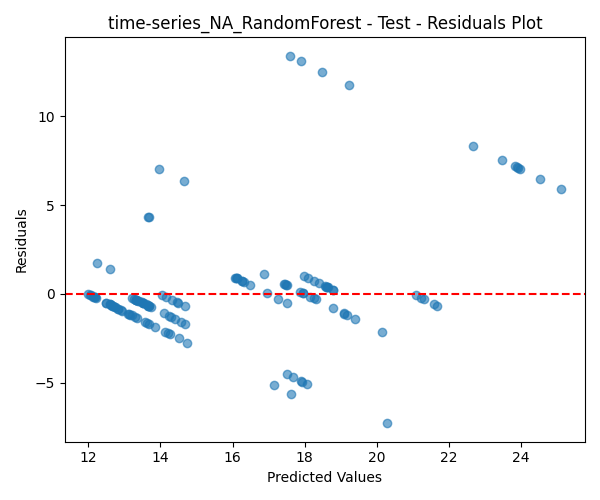 time-series_NA_RandomForest - Test - Residuals Plot
10
5
0
−5
Residuals
12 14 16 18 20 22 24
Predicted Values